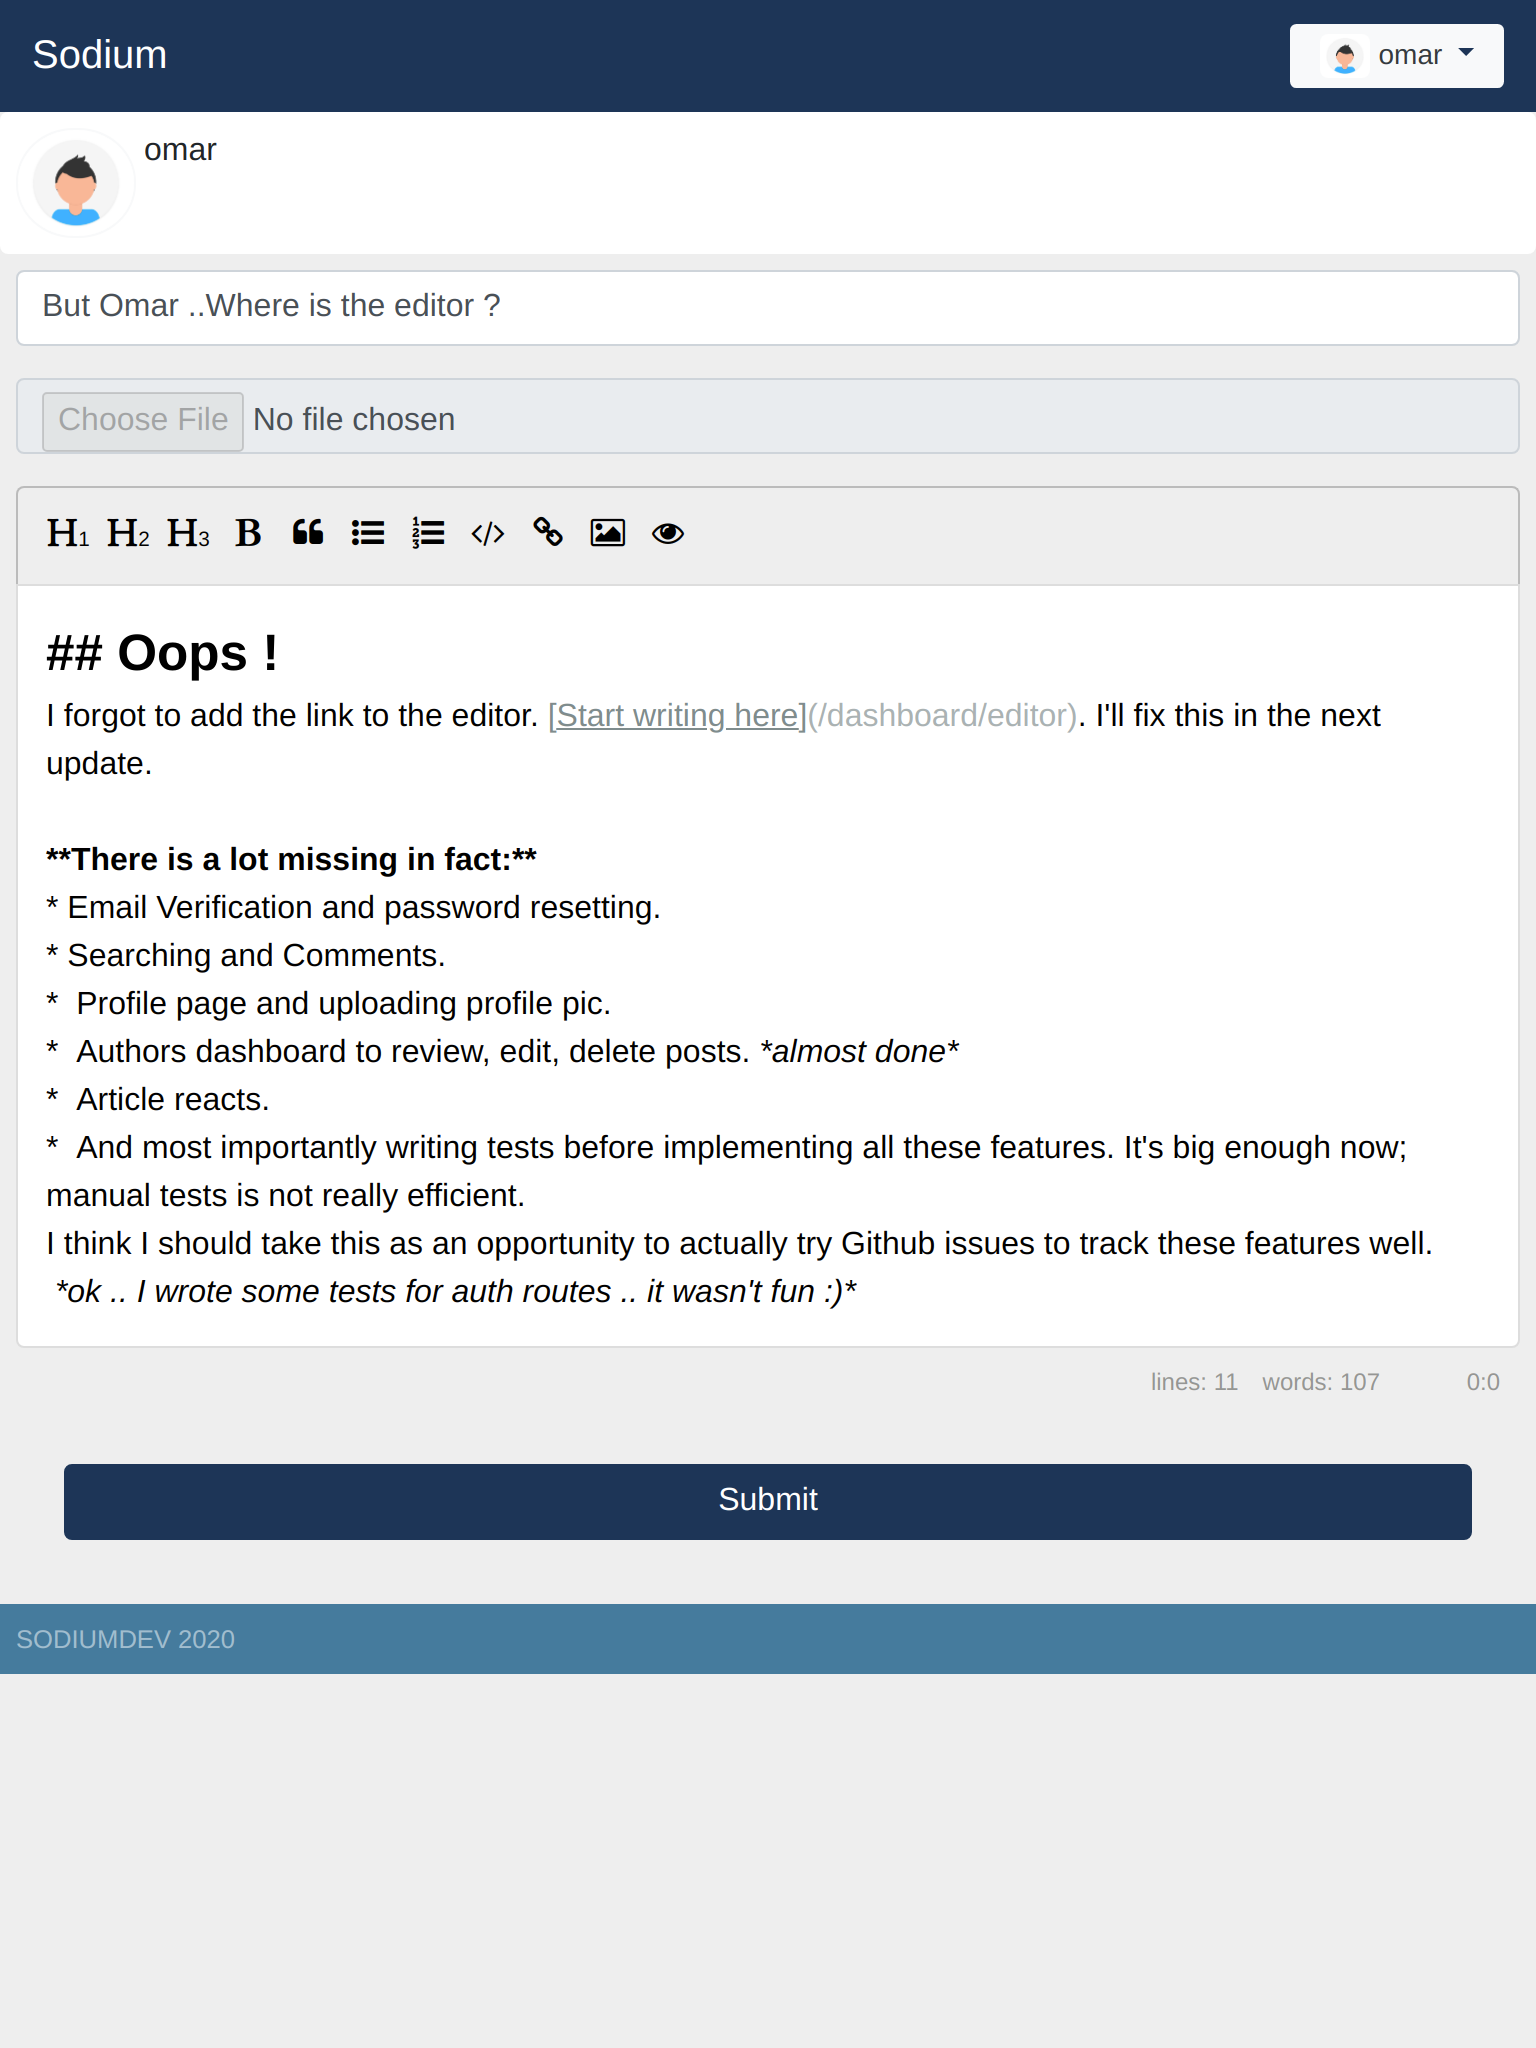 Sodium
omar
omar
But Omar ..Where is the editor ?
Choose File No file chosen
H1 H2 H3 B
## Oops !
I forgot to add the link to the editor. [Start writing here](/dashboard/editor). I'll fix this in the next
update.
**There is a lot missing in fact:**
* Email Verification and password resetting.
* Searching and Comments.
*  Profile page and uploading profile pic.
*  Authors dashboard to review, edit, delete posts. *almost done*
*  Article reacts.
*  And most importantly writing tests before implementing all these features. It's big enough now;
manual tests is not really efficient.
I think I should take this as an opportunity to actually try Github issues to track these features well.
*ok .. I wrote some tests for auth routes .. it wasn't fun :)*
lines: 11 words: 107 0:0
Submit
SODIUMDEV 2020